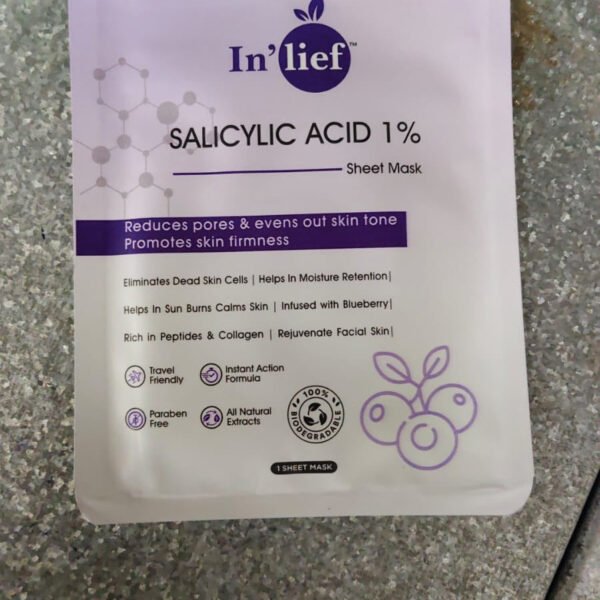 In'lief™
SALICYLIC ACID 1%
Sheet Mask
Reduces pores & evens out skin tone
Promotes skin firmness
Eliminates Dead Skin Cells | Helps In Moisture Retention|
Helps In Sun Burns Calms Skin | Infused with Blueberry|
Rich in Peptides & Collagen | Rejuvenate Facial Skin|
Travel
Friendly
Instant Action
Formula
Paraben
Free
All Natural
Extracts
100%
BIODEGRADABLE
1 SHEET MASK